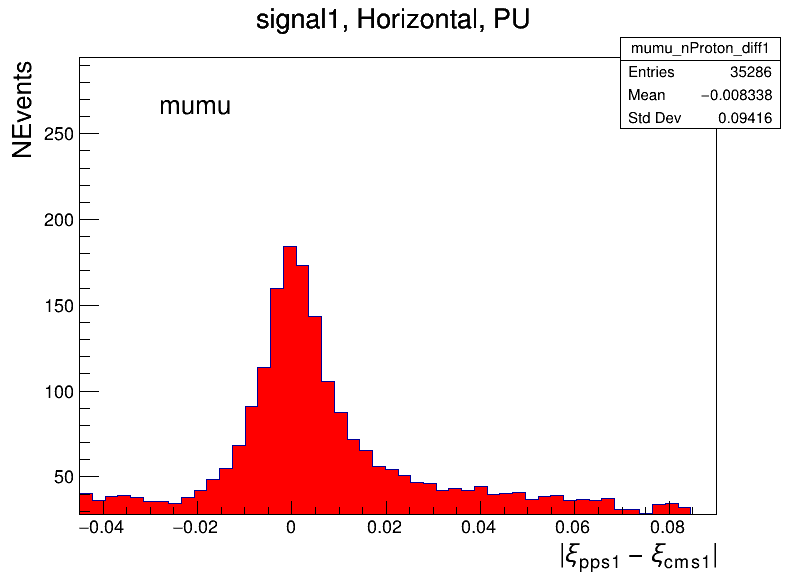 signal1, Horizontal, PU
mumu_nProton_diff1
Entries 35286
Mean −0.008338
Std Dev 0.09416
NEvents
mumu
250
200
150
100
50
−0.04 −0.02 0 0.02 0.04 0.06 0.08
|ξpps1 − ξcms1|